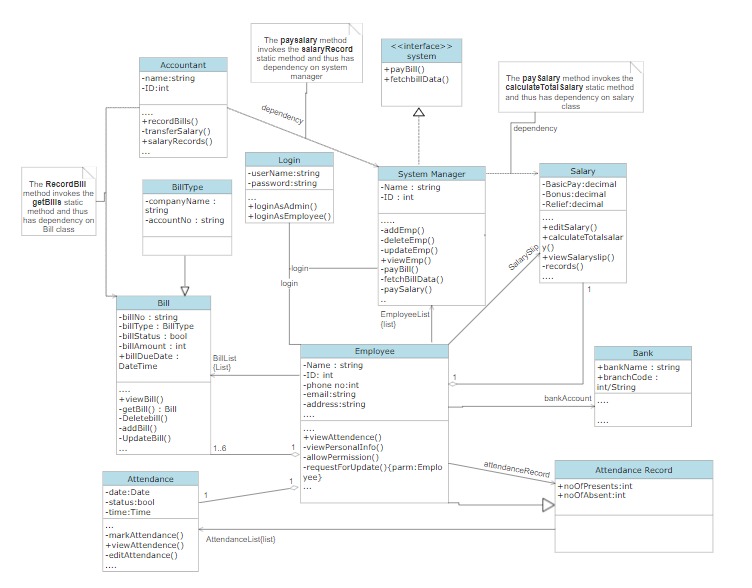 The paysalary method
invokes the salaryRecord
static method and thus has
dependency on system
manager
<<interface>>
system
+payBill()
+fetchbillData()
The paySalary method invokes the
calculateTotalSalary static method
and thus has dependency on salary
class
Accountant
-name:string
-ID:int
....
+recordBills()
-transferSalary()
+salaryRecords()
...
dependency
dependency
Login
-userName:string
-password:string
...
+loginAsAdmin()
+loginAsEmployee()
System Manager
-Name : string
-ID : int
.....
-addEmp()
-deleteEmp()
-updateEmp()
+viewEmp()
-payBill()
-fetchBillData()
-paySalary()
..
Salary
-BasicPay:decimal
-Bonus:decimal
-Relief:decimal
....
+editSalary()
+calculateTotalsalar
y()
+viewSalaryslip()
-records()
....
The RecordBill
method invokes the
getBills static
method and thus
has dependency on
Bill class
BillType
-companyName :
string
-accountNo : string
SalarySlip
login
login
1
EmployeeList
(list)
Bill
-billNo : string
-billType : BillType
-billStatus : bool
-billAmount : int
+billDueDate :
DateTime
....
+viewBill()
-getBill() : Bill
-Deletebill()
-addBill()
-UpdateBill()
...
BillList
(List)
Employee
-Name : string
-ID: int
-phone no:int
-email:string
-address:string
....
....
+viewAttendence()
-viewPersonalInfo()
-allowPermission()
-requestForUpdate(){parm:Emplo
yee}
...
Bank
+bankName : string
+branchCode :
int/String
....
....
1
bankAccount
1..6
1
Attendance
-date:Date
-status:bool
-time:Time
...
-markAttendance()
+viewAttendence()
-editAttendance()
....
1
1
attendanceRecord
Attendance Record
+noOfPresents:int
+noOfAbsent:int
AttendanceList(list)